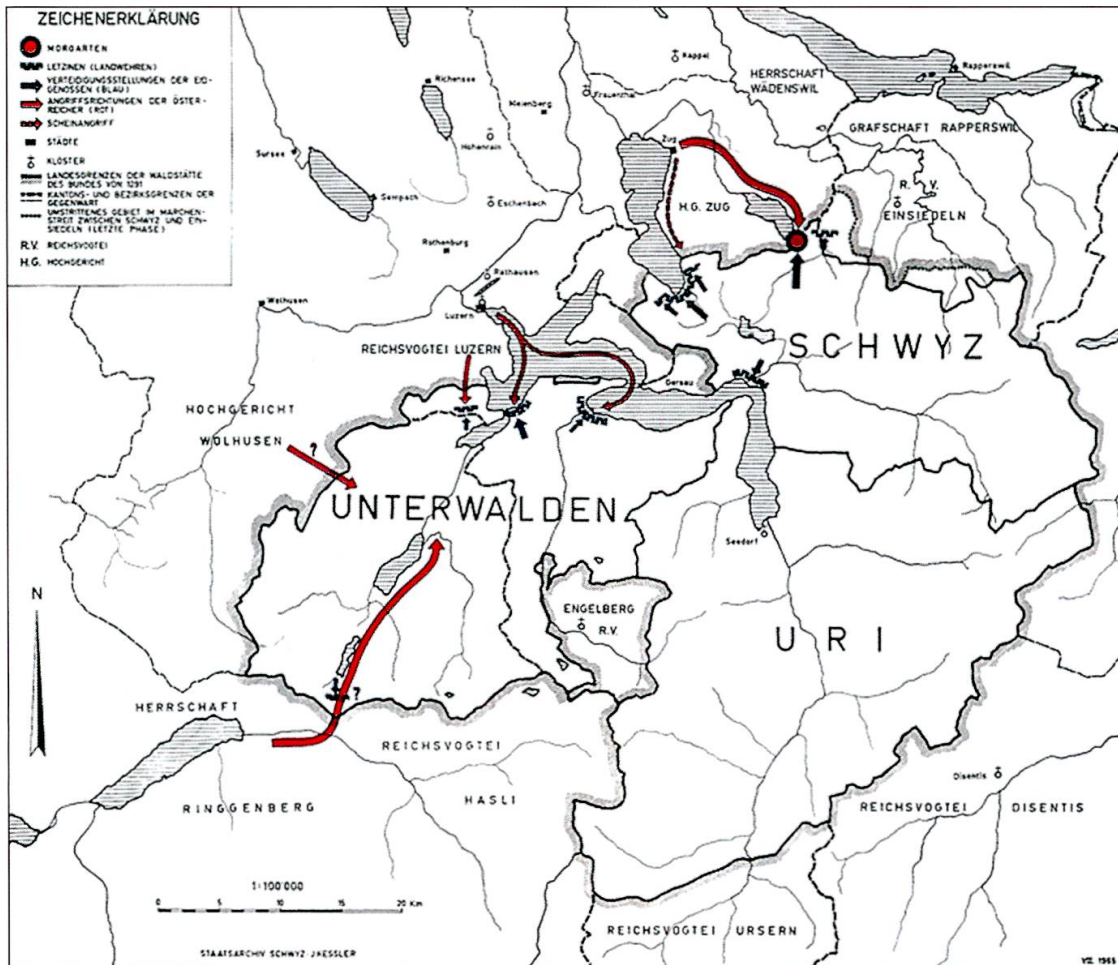 ZEICHENERKLÄRUNG
MORGARTEN
LETZINEN (LANDWEHREN)
VERTEIGUNGSSTELLUNGEN DER EID-
GENOSSEN (BLAU)
ANGRIFFSRICHTUNGEN DER ÖSTER-
REICHER (ROT)
SCHEINANGRIFF
STÄDTE
KLÖSTER
LANDESGRENZEN DER WALDSTÄTTE
DES BUNDES VON 1291
KANTONS- UND BEZIRKSGRENZEN DER
GEGENWART
UMSTRITTENES GEBIET IM MARCHEN-
STREIT ZWISCHEN SCHWYZ UND EIN-
SIEDELN (LETZTE PHASE)
R.V. REICHSVOGTEI
H.G. HOCHGERICHT
Kappel
Rapperswil
HERRSCHAFT
WÄDENSWIL
Richensee
Meienberg
Frauenthal
GRAFSCHAFT RAPPERSWIL
Hohenrain
Sursee
Zug
Sempach
Eschenbach
H.G. ZUG
R. V.
EINSIEDELN
Rothenburg
Rathausen
Wolhusen
Luzern
SCHWYZ
REICHSVOGTEI LUZERN
Gersau
HOCHGERICHT
WOLHUSEN
?
UNTERWALDEN
Seedorf
N
ENGELBERG
R.V.
URI
?
HERRSCHAFT
REICHSVOGTEI
RINGGENBERG
HASLI
Disentis
REICHSVOGTEI DISENTIS
1:100'000
0 5 10 15 20 Km
REICHSVOGTEI URSERN
STAATSARCHIV SCHWYZ J.KESSLER